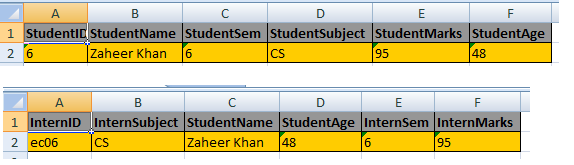 A B C D E F
1 StudentID StudentName StudentSem StudentSubject StudentMarks StudentAge
2 6 Zaheer Khan 6 CS 95 48
A B C D E F
1 InternID InternSubject StudentName StudentAge InternSem InternMarks
2 ec06 CS Zaheer Khan 48 6 95